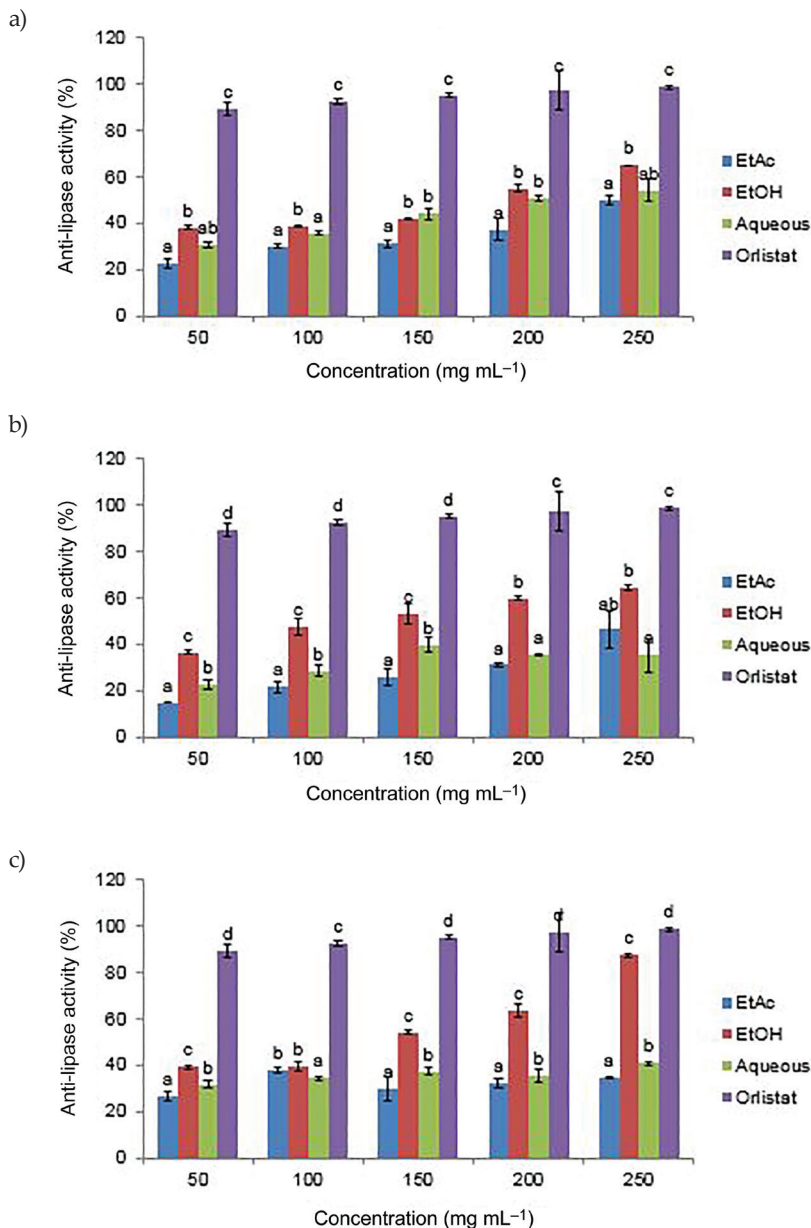 a)
120
100
80
60
40
20
0
Anti-lipase activity (%)
a b ab c
a b a c
a b b c
a b b c
a b ab c
50 100 150 200 250
Concentration (mg mL⁻¹)
EtAc
EtOH
Aqueous
Orlistat
b)
120
100
80
60
40
20
0
Anti-lipase activity (%)
a c b d
a c b d
a c b d
a b a c
ab b a c
50 100 150 200 250
Concentration (mg mL⁻¹)
EtAc
EtOH
Aqueous
Orlistat
c)
120
100
80
60
40
20
0
Anti-lipase activity (%)
a c b d
b b a c
a c b d
a c b d
a c b d
50 100 150 200 250
Concentration (mg mL⁻¹)
EtAc
EtOH
Aqueous
Orlistat